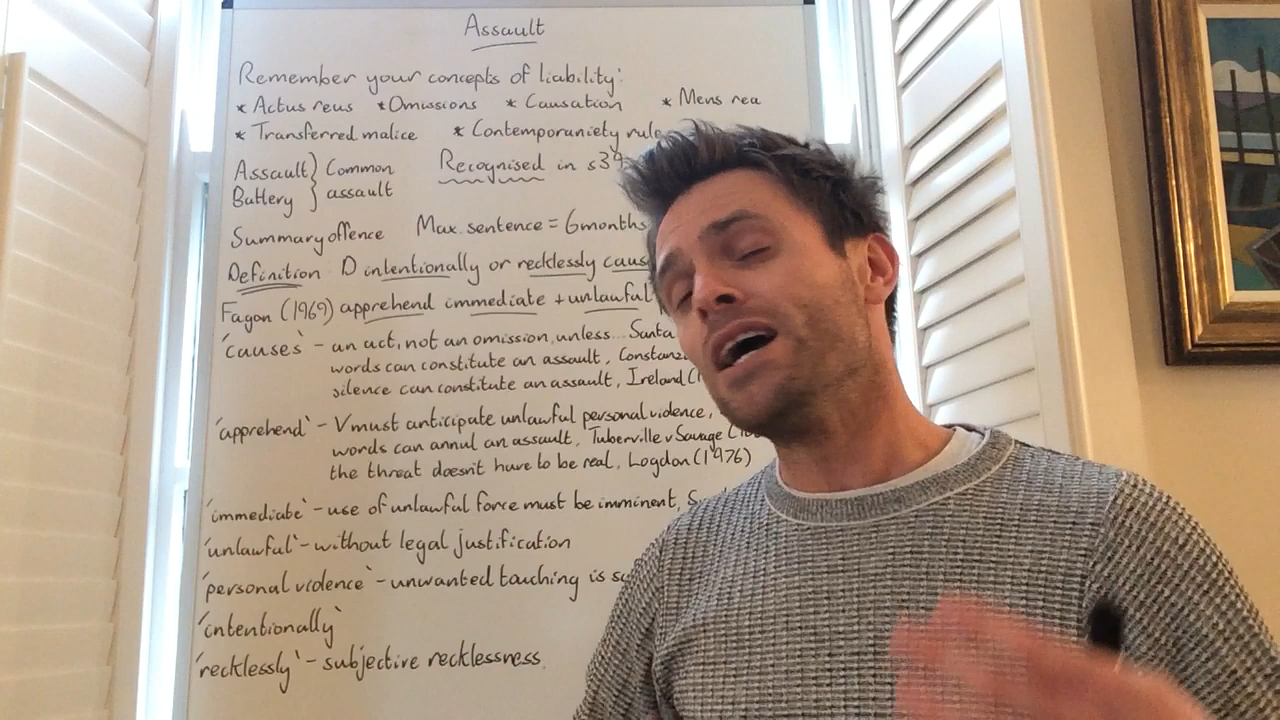 Assault
Remember your concepts of liability:
* Actus reus * Omissions * Causation * Mens rea
* Transferred malice * Contemporaniety rule
Assault } Common Recognised in s39
Battery } assault
Summary offence Max. sentence = 6 months
Definition D intentionally or recklessly caus
Fagan (1969) apprehend immediate + unlawful
'causes' - an act, not an omission, unless... Santa
words can constitute an assault, Constanz
silence can constitute an assault, Ireland (1
'apprehend' - V must anticipate unlawful personal violence,
words can annul an assault, Tuberville v Savage (16
the threat doesn't have to be real, Logdon (1976)
'immediate' - use of unlawful force must be imminent, S
'unlawful' - without legal justification
'personal violence' - unwanted touching is
'intentionally'
'recklessly' - subjective recklessness.